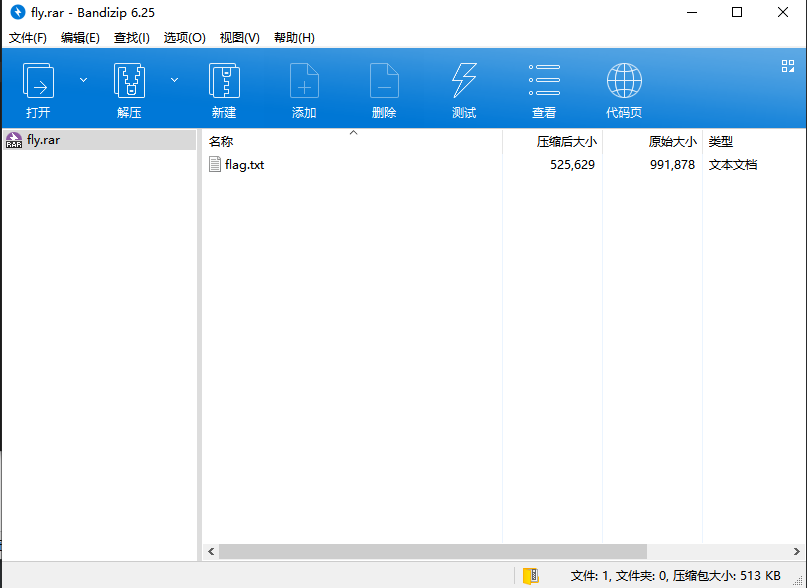 fly.rar - Bandizip 6.25
文件(F) 编辑(E) 查找(I) 选项(O) 视图(V) 帮助(H)
打开 解压 新建 添加 删除 测试 查看 代码页
fly.rar
名称 压缩后大小 原始大小 类型
flag.txt 525,629 991,878 文本文档
文件: 1, 文件夹: 0, 压缩包大小: 513 KB